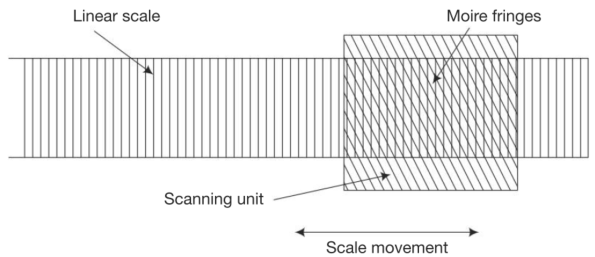 Linear scale
Moire fringes
Scanning unit
Scale movement